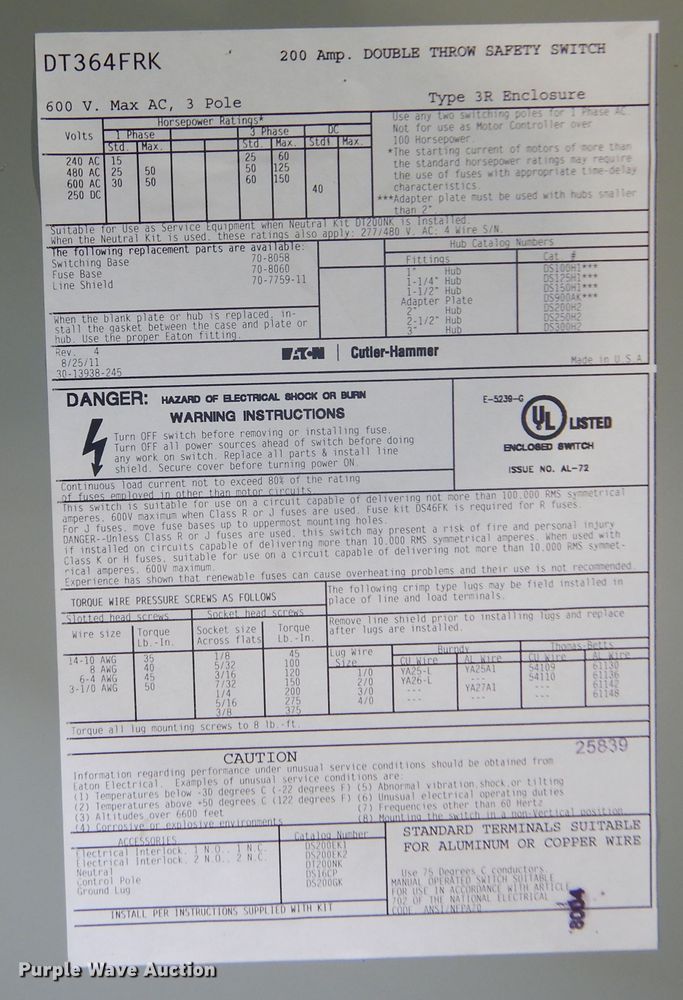 DT364FRK
200 Amp. DOUBLE THROW SAFETY SWITCH
600 V. Max AC, 3 Pole
Type 3R Enclosure
Horsepower Ratings*
Volts 1 Phase 3 Phase DC
Std. Max. Std. Max. Std. Max.
240 AC 15 25 60
480 AC 25 50 50 125
600 AC 30 50 60 150
250 DC 40
Use any two switching poles for 1 Phase AC.
Not for use as Motor Controller over
100 Horsepower.
*The starting current of motors of more than
the standard horsepower ratings may require
the use of fuses with appropriate time-delay
characteristics.
***Adapter plate must be used with hubs smaller
than 2"
Suitable for Use as Service Equipment when Neutral Kit DT200NK is Installed.
When the Neutral Kit is used, these ratings also apply: 277/480 V. AC; 4 Wire S/N.
The following replacement parts are available:
Switching Base 70-8058
Fuse Base 70-8060
Line Shield 70-7759-11
Hub Catalog Numbers
Fittings Cat. #
1" Hub DS100H1***
1-1/4" Hub DS125H1***
1-1/2" Hub DS150H1***
Adapter Plate DS900AK***
2" Hub DS200H2
2-1/2" Hub DS250H2
3" Hub DS300H2
When the blank plate or hub is replaced, in-
stall the gasket between the case and plate or
hub. Use the proper Eaton fitting.
Rev. 4
8/25/11
30-13938-245
EATON | Cutler-Hammer
Made in U.S.A.
DANGER: HAZARD OF ELECTRICAL SHOCK OR BURN
WARNING INSTRUCTIONS
Turn OFF switch before removing or installing fuse.
Turn OFF all power sources ahead of switch before doing
any work on switch. Replace all parts & install line
shield. Secure cover before turning power ON.
E-5239-G
UL LISTED
ENCLOSED SWITCH
ISSUE NO. AL-72
Continuous load current not to exceed 80% of the rating
of fuses employed in other than motor circuits
This switch is suitable for use on a circuit capable of delivering not more than 100,000 RMS symmetrical
amperes, 600V maximum when Class R or J fuses are used. Fuse kit DS46FK is required for R fuses.
For J fuses, move fuse bases up to uppermost mounting holes.
DANGER--Unless Class R or J fuses are used, this switch may present a risk of fire and personal injury
if installed on circuits capable of delivering more than 10,000 RMS symmetrical amperes. When used with
Class K or H fuses, suitable for use on a circuit capable of delivering not more than 10,000 RMS symmet-
rical amperes, 600V maximum.
Experience has shown that renewable fuses can cause overheating problems and their use is not recommended.
TORQUE WIRE PRESSURE SCREWS AS FOLLOWS
Slotted head screws Socket head screws
Wire size Torque Lb.-In. Socket size Across flats Torque Lb.-In.
14-10 AWG 35
8 AWG 40
6-4 AWG 45
3-1/0 AWG 50
1/8 45
5/32 100
3/16 120
7/32 150
1/4 200
5/16 275
3/8 375
The following crimp type lugs may be field installed in
place of line and load terminals.
Remove line shield prior to installing lugs and replace
after lugs are installed.
Lug Wire Size Burndy Thomas-Betts
CU Wire AL Wire CU Wire AL Wire
1/0 YA25-L YA25A1 54109 61130
2/0 YA26-L --- 54110 61136
3/0 --- YA27A1 --- 61142
4/0 --- --- --- 61148
Torque all lug mounting screws to 8 lb.-ft.
25839
CAUTION
Information regarding performance under unusual service conditions should be obtained from
Eaton Electrical. Examples of unusual service conditions are:
(1) Temperatures below -30 degrees C (-22 degrees F) (5) Abnormal vibration shock or tilting
(2) Temperatures above +50 degrees C (122 degrees F) (6) Unusual electrical operating duties
(3) Altitudes over 6600 feet (7) Frequencies other than 60 Hertz
(4) Corrosive or explosive environments (8) Mounting the switch in a non-Vertical position
ACCESSORIES Catalog Number
Electrical Interlock, 1 N.O., 1 N.C. DS200EK1
Electrical Interlock, 2 N.O., 2 N.C. DS200EK2
Neutral DT200NK
Control Pole DS16CP
Ground Lug DS200GK
INSTALL PER INSTRUCTIONS SUPPLIED WITH KIT
STANDARD TERMINALS SUITABLE
FOR ALUMINUM OR COPPER WIRE
Use 75 Degrees C conductors.
MANUAL OPERATED SWITCH SUITABLE
FOR USE IN ACCORDANCE WITH ARTICLE
702 OF THE NATIONAL ELECTRICAL
CODE, ANSI/NFPA70
8004
Purple Wave Auction